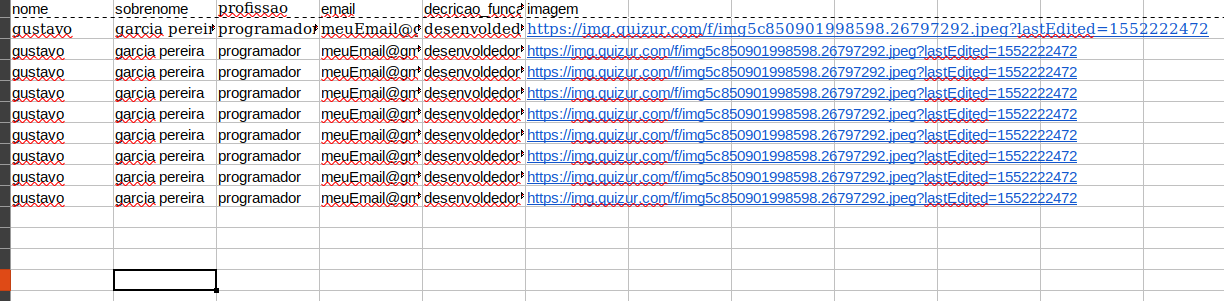 nome sobrenome profissao email decricao_funca imagem
gustavo garcia pereir programador meuEmail@g desenvolded https://img.quizur.com/f/img5c850901998598.26797292.jpeg?lastEdited=1552222472
gustavo garcia pereira programador meuEmail@gm desenvoldedor https://img.quizur.com/f/img5c850901998598.26797292.jpeg?lastEdited=1552222472
gustavo garcia pereira programador meuEmail@gm desenvoldedor https://img.quizur.com/f/img5c850901998598.26797292.jpeg?lastEdited=1552222472
gustavo garcia pereira programador meuEmail@gm desenvoldedor https://img.quizur.com/f/img5c850901998598.26797292.jpeg?lastEdited=1552222472
gustavo garcia pereira programador meuEmail@gm desenvoldedor https://img.quizur.com/f/img5c850901998598.26797292.jpeg?lastEdited=1552222472
gustavo garcia pereira programador meuEmail@gm desenvoldedor https://img.quizur.com/f/img5c850901998598.26797292.jpeg?lastEdited=1552222472
gustavo garcia pereira programador meuEmail@gm desenvoldedor https://img.quizur.com/f/img5c850901998598.26797292.jpeg?lastEdited=1552222472
gustavo garcia pereira programador meuEmail@gm desenvoldedor https://img.quizur.com/f/img5c850901998598.26797292.jpeg?lastEdited=1552222472
gustavo garcia pereira programador meuEmail@gm desenvoldedor https://img.quizur.com/f/img5c850901998598.26797292.jpeg?lastEdited=1552222472